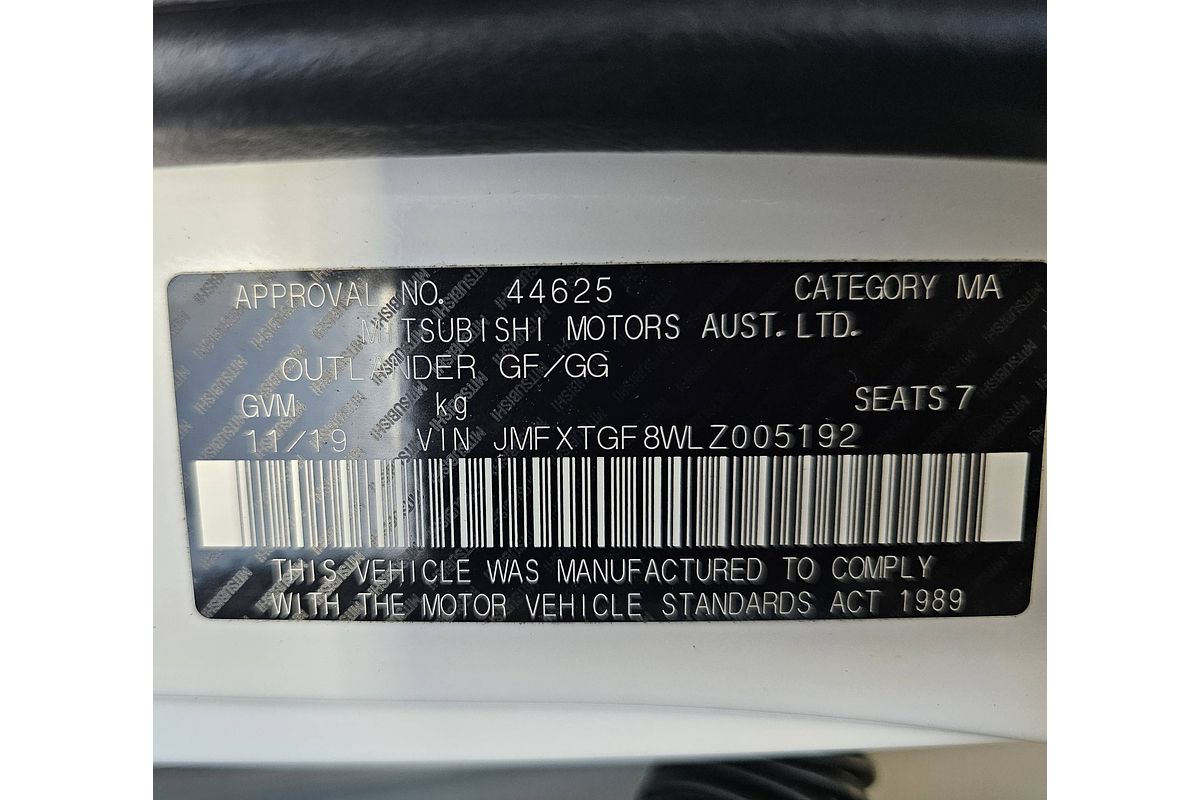 APPROVAL NO. 44625 CATEGORY MA
MITSUBISHI MOTORS AUST. LTD.
OUTLANDER GF/GG
GVM kg SEATS 7
11/19 VIN JMFXTGF8WLZ005192
THIS VEHICLE WAS MANUFACTURED TO COMPLY
WITH THE MOTOR VEHICLE STANDARDS ACT 1989